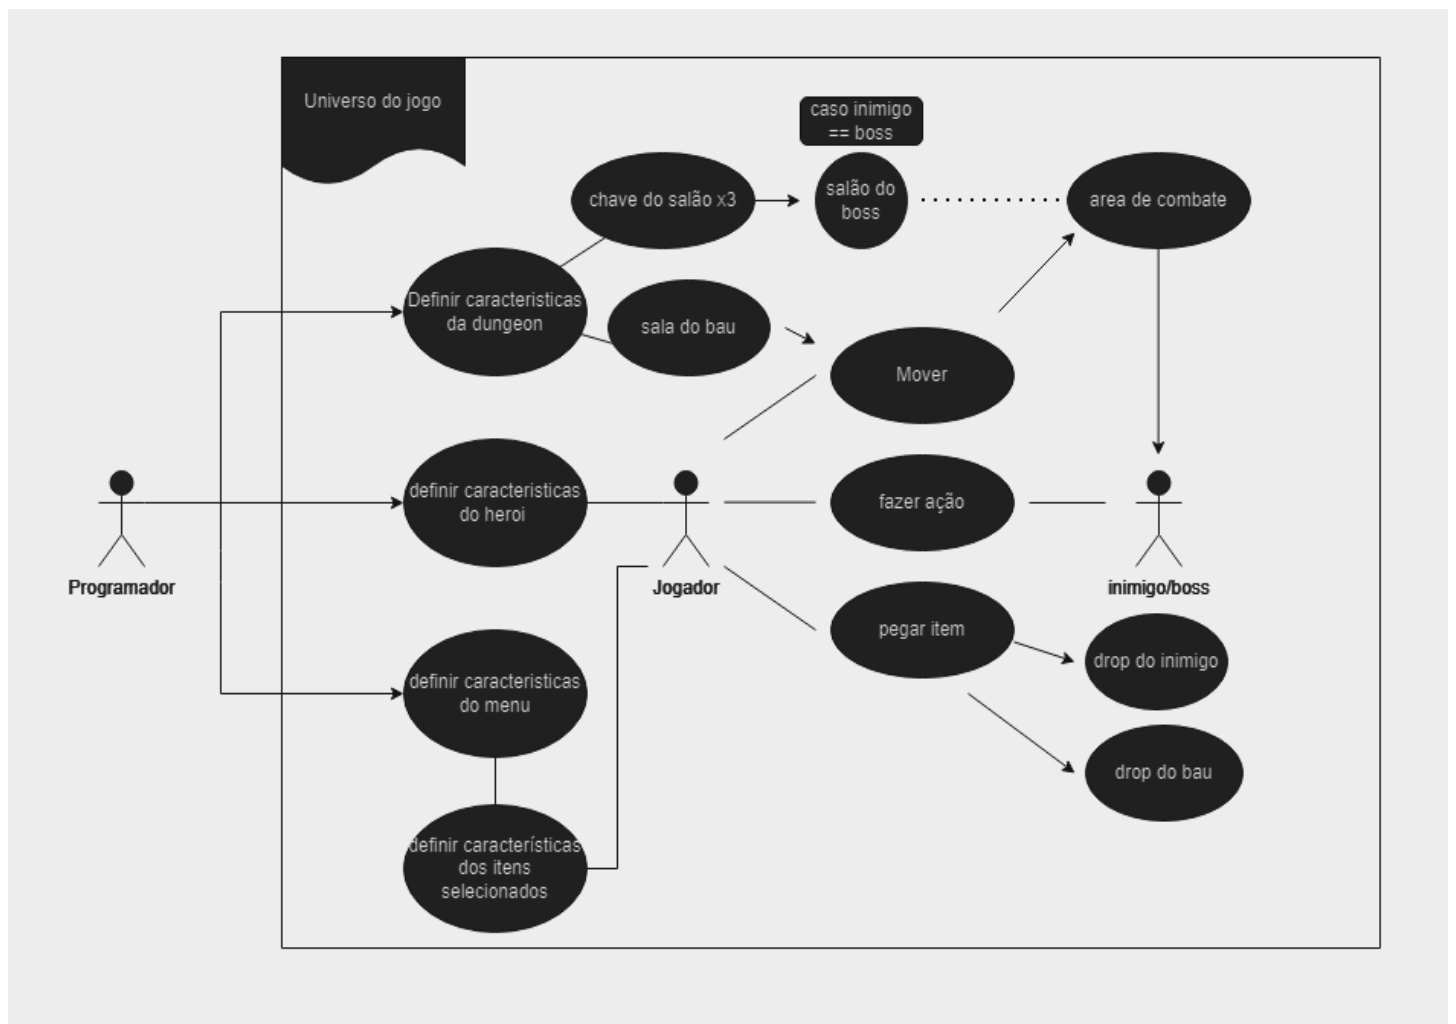 Universo do jogo
caso inimigo
== boss
chave do salão x3
salão do
boss
area de combate
Definir caracteristicas
da dungeon
sala do bau
Mover
definir caracteristicas
do heroi
fazer ação
Programador
Jogador
inimigo/boss
pegar item
drop do inimigo
definir caracteristicas
do menu
drop do bau
definir características
dos itens
selecionados